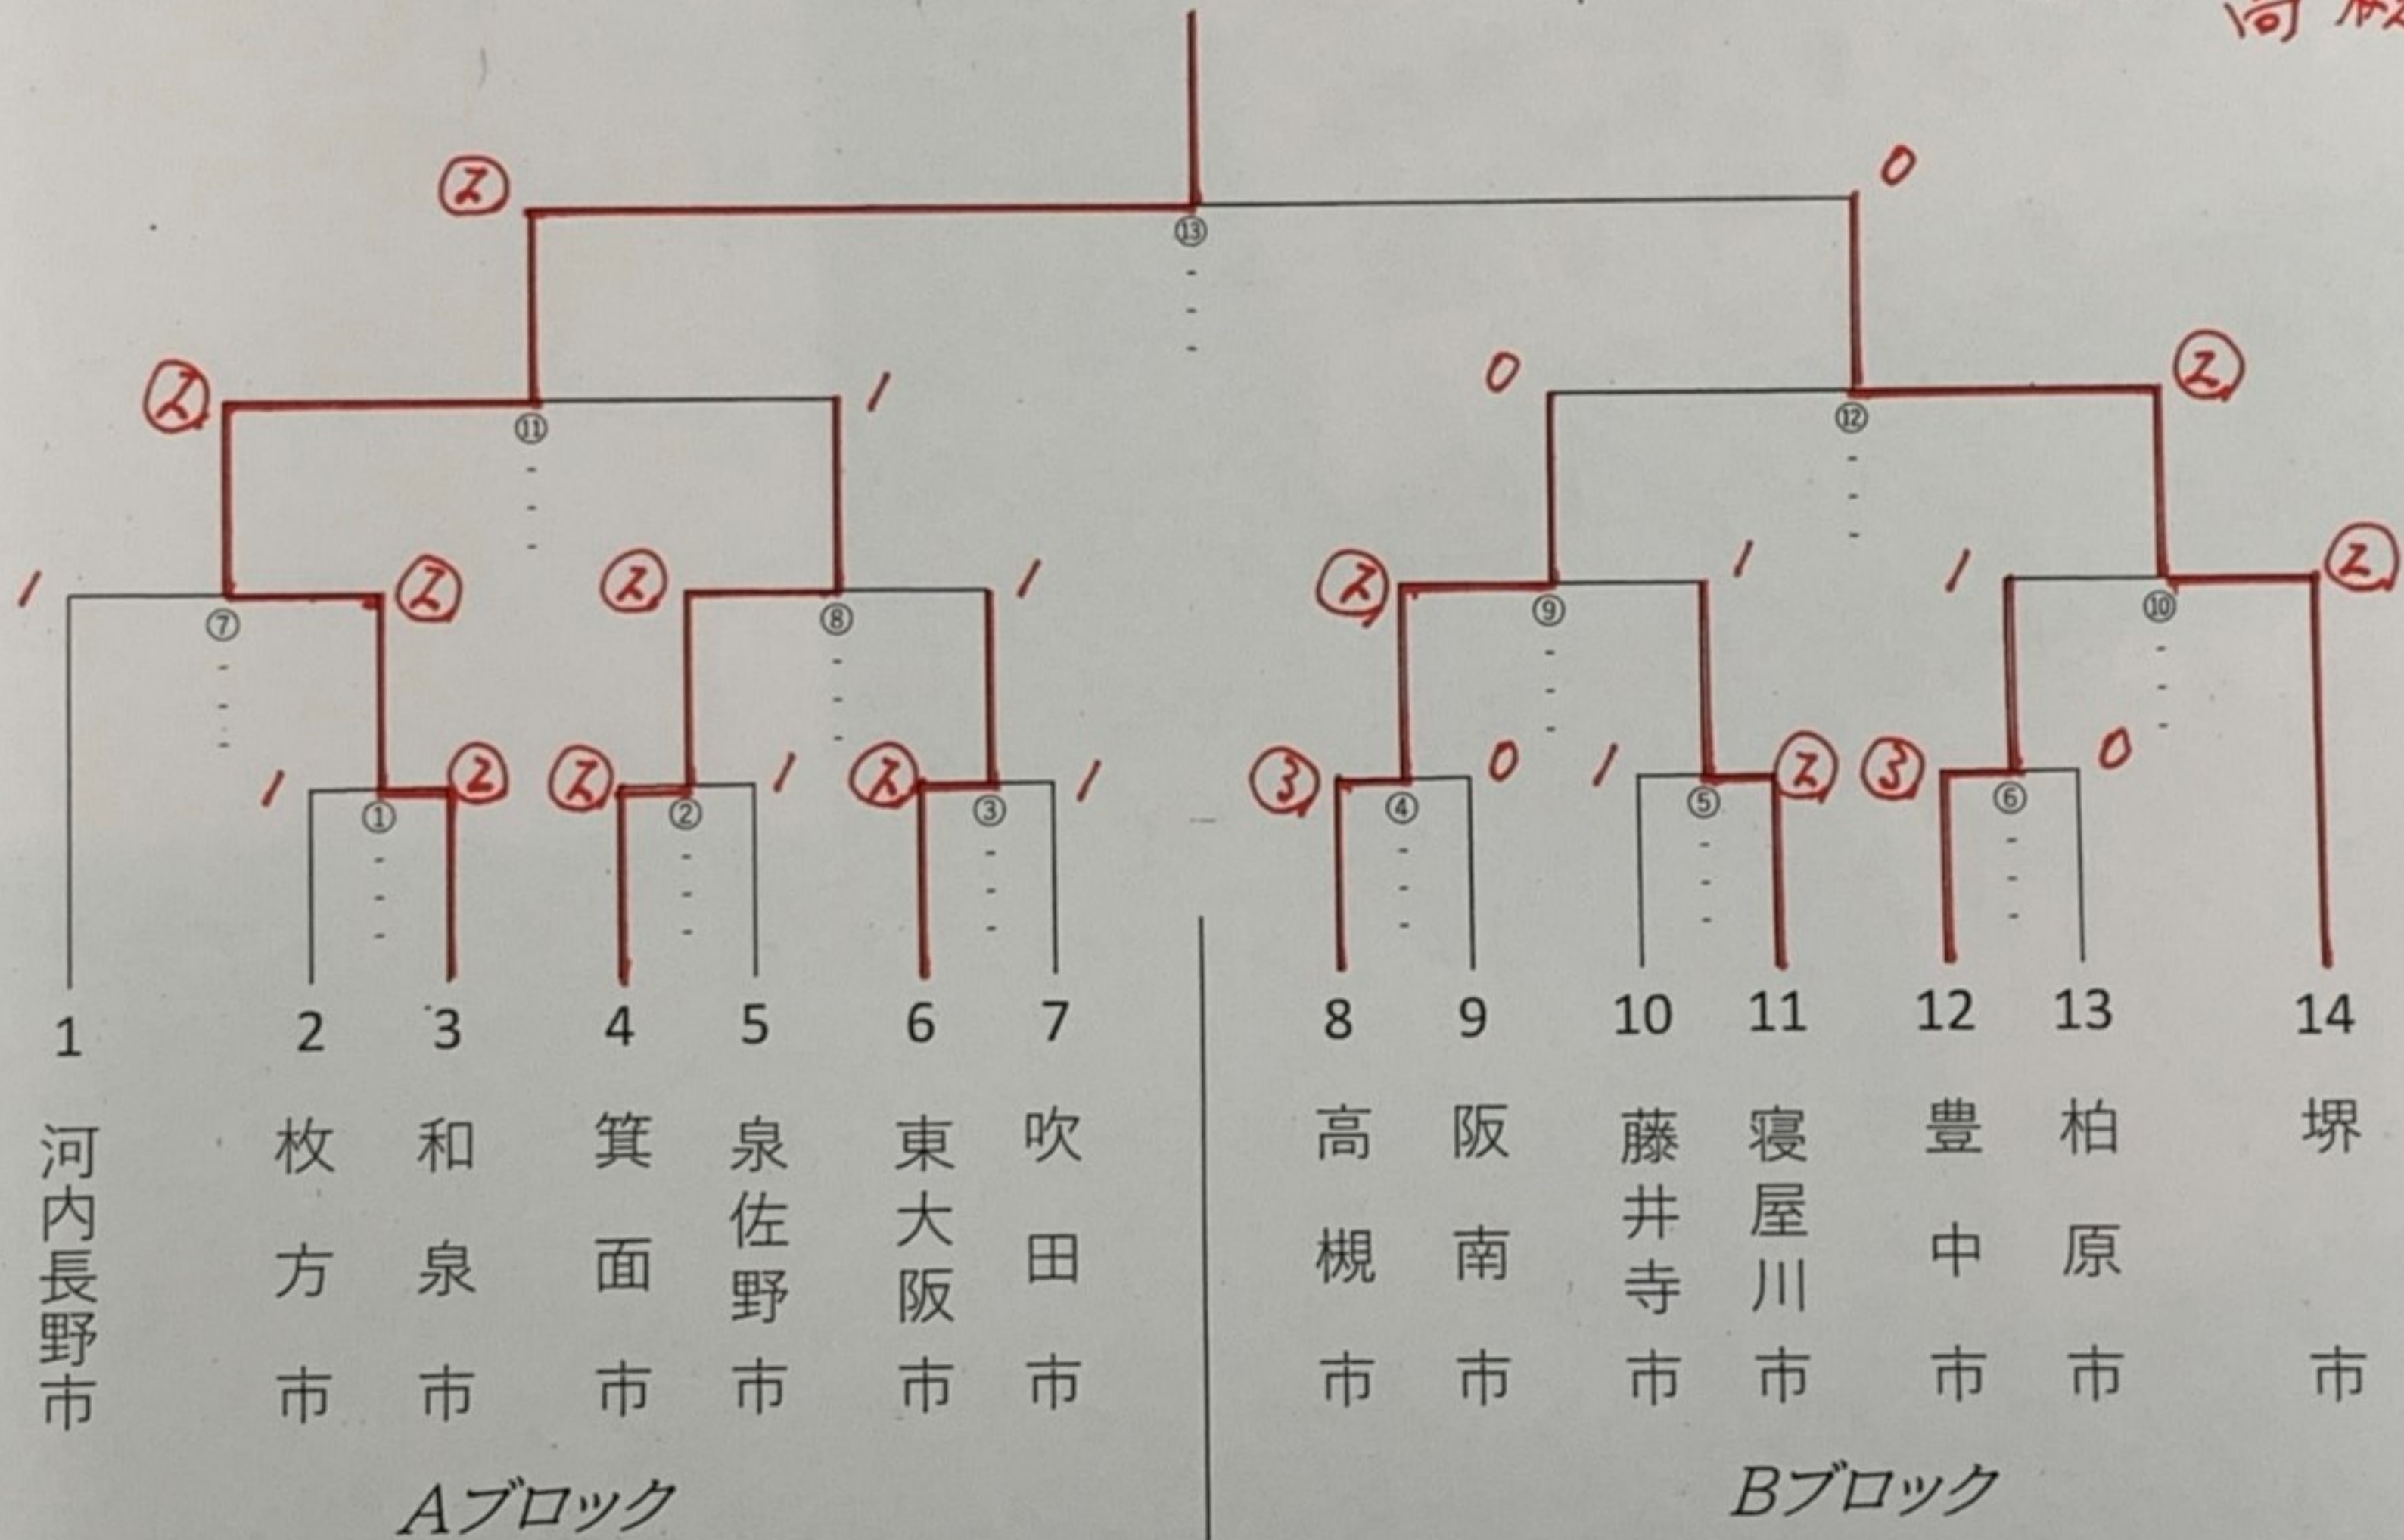 ② 0
⑬
② 1 0 ②
⑪ ⑫
1 ② ② 1 ② 1 1 ②
⑦ ⑧ ⑨ ⑩
1 ② ② 1 ② 1 ③ 0 1 ② ③ 0
① ② ③ ④ ⑤ ⑥
1 2 3 4 5 6 7 8 9 10 11 12 13 14
河内長野市
枚方市
和泉市
箕面市
泉佐野市
東大阪市
吹田市
高槻市
阪南市
藤井寺市
寝屋川市
豊中市
柏原市
堺市
Aブロック
Bブロック